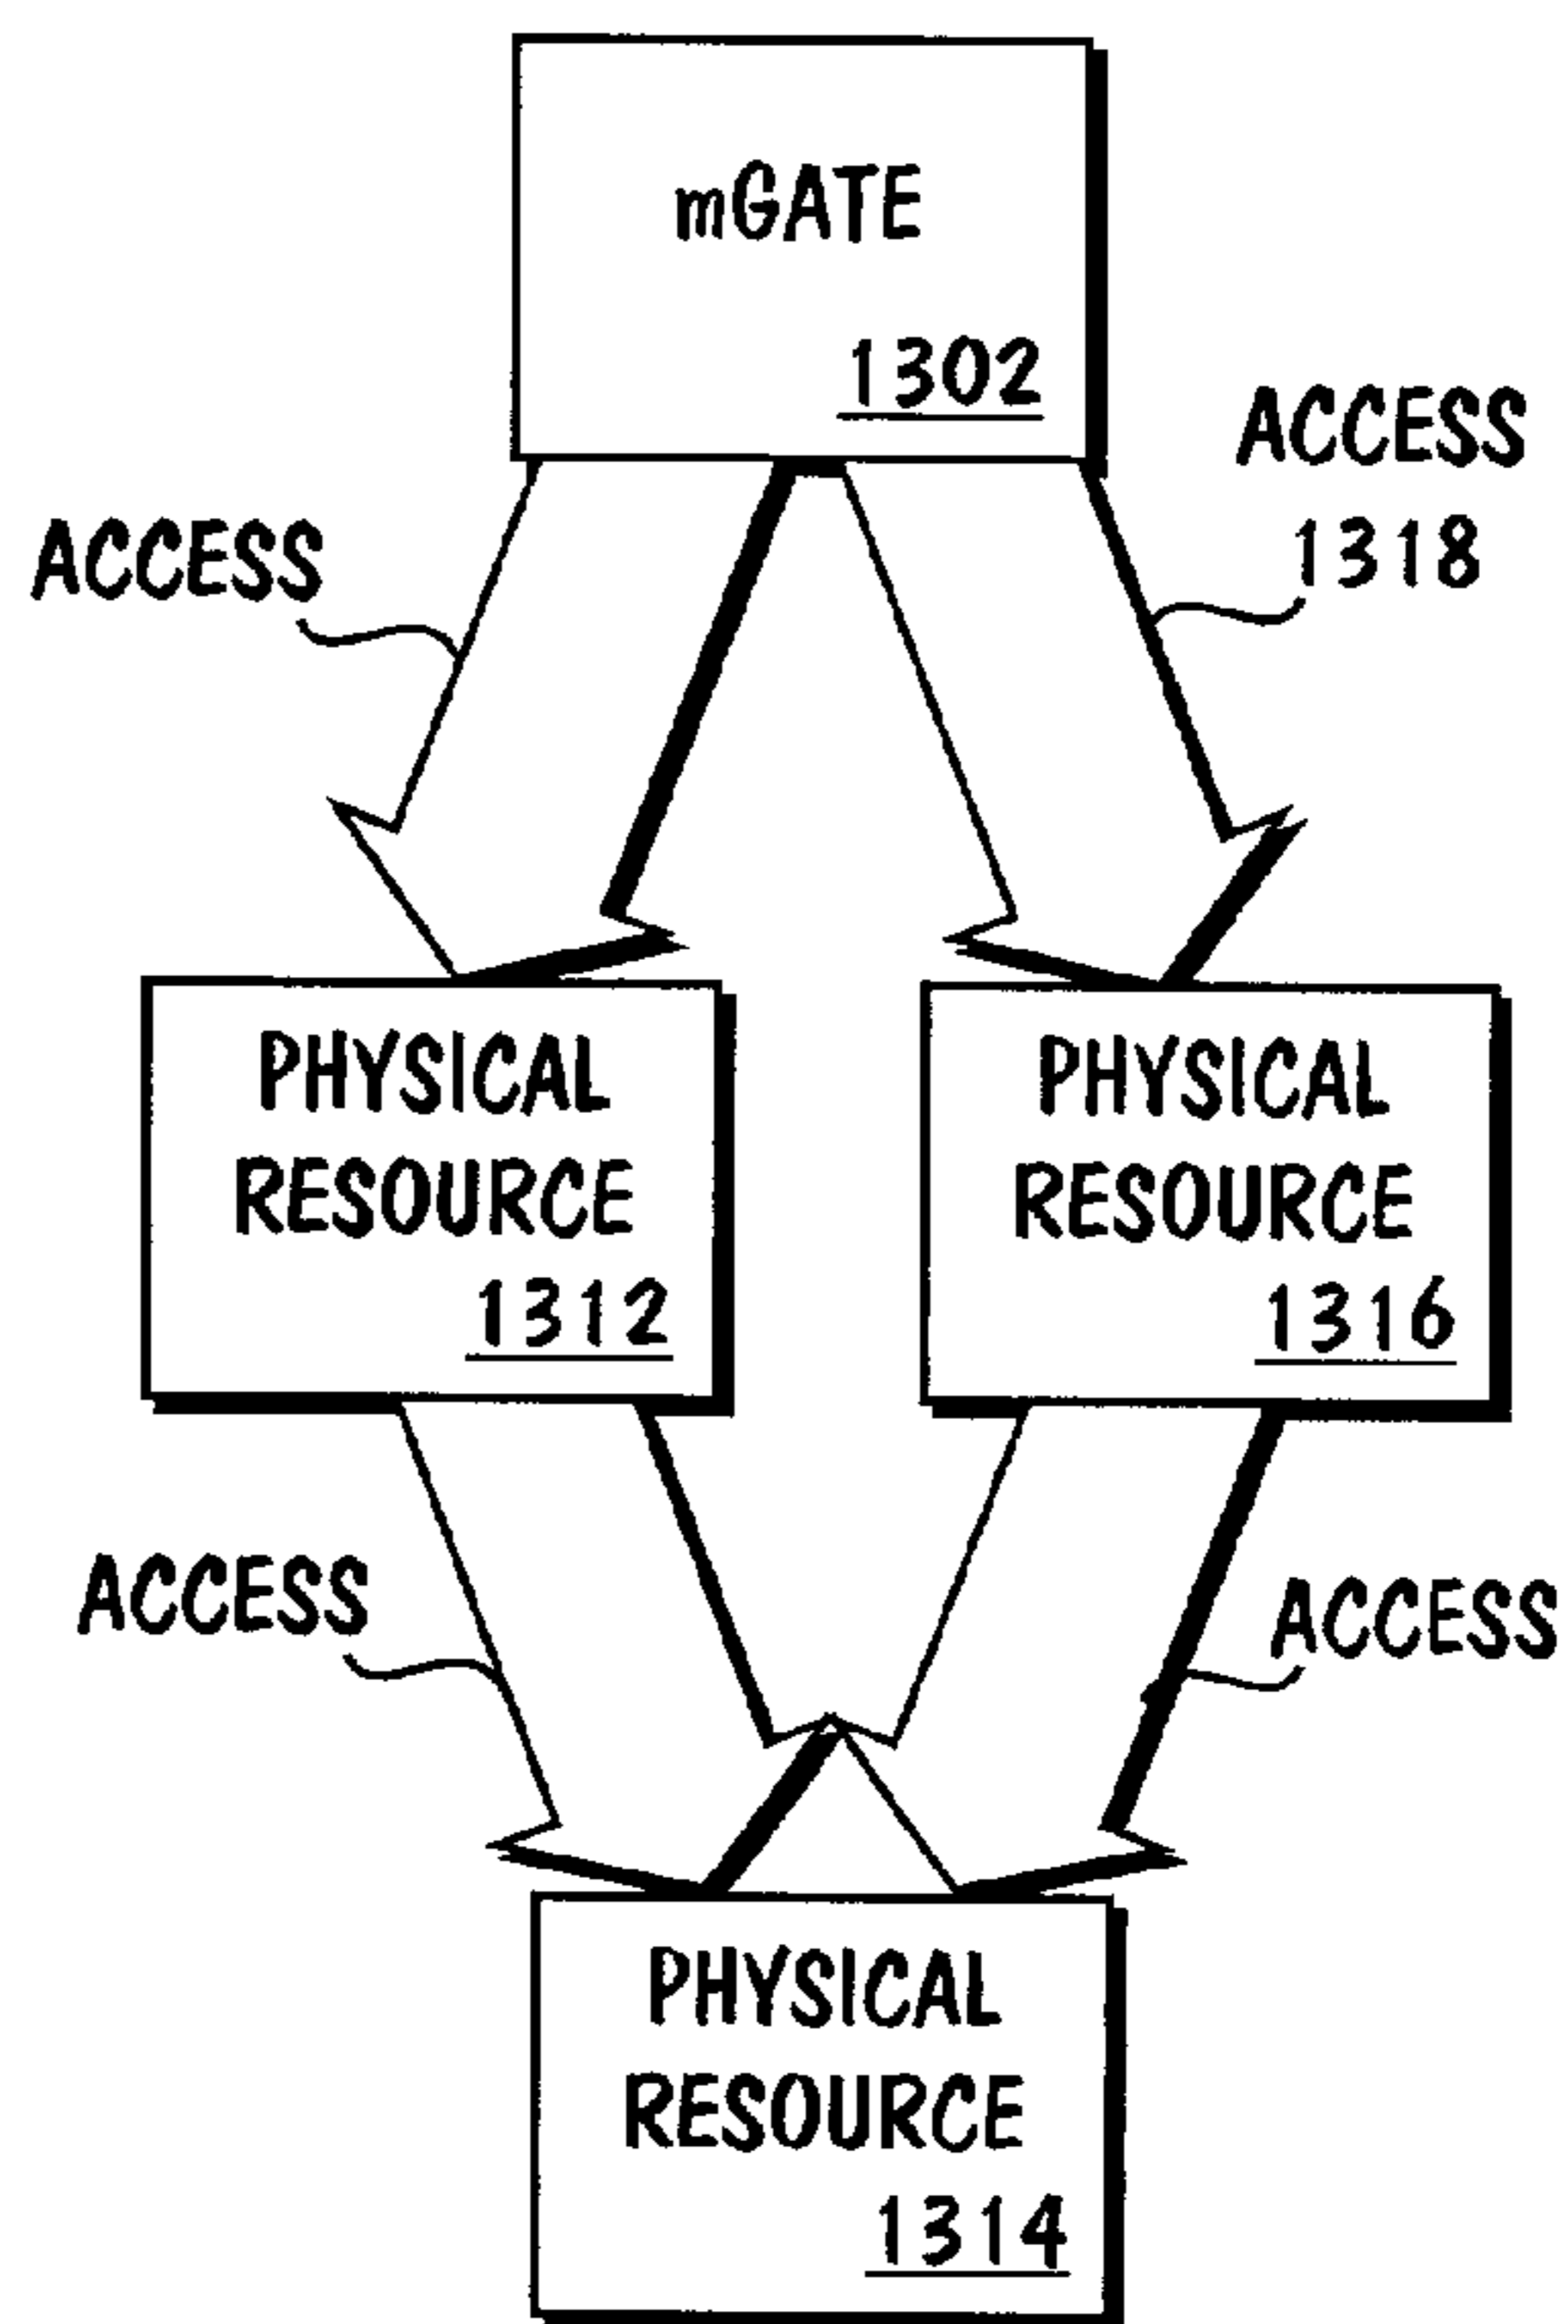 mGATE
1302
ACCESS
1318
ACCESS
PHYSICAL
RESOURCE
1312
PHYSICAL
RESOURCE
1316
ACCESS
ACCESS
PHYSICAL
RESOURCE
1314